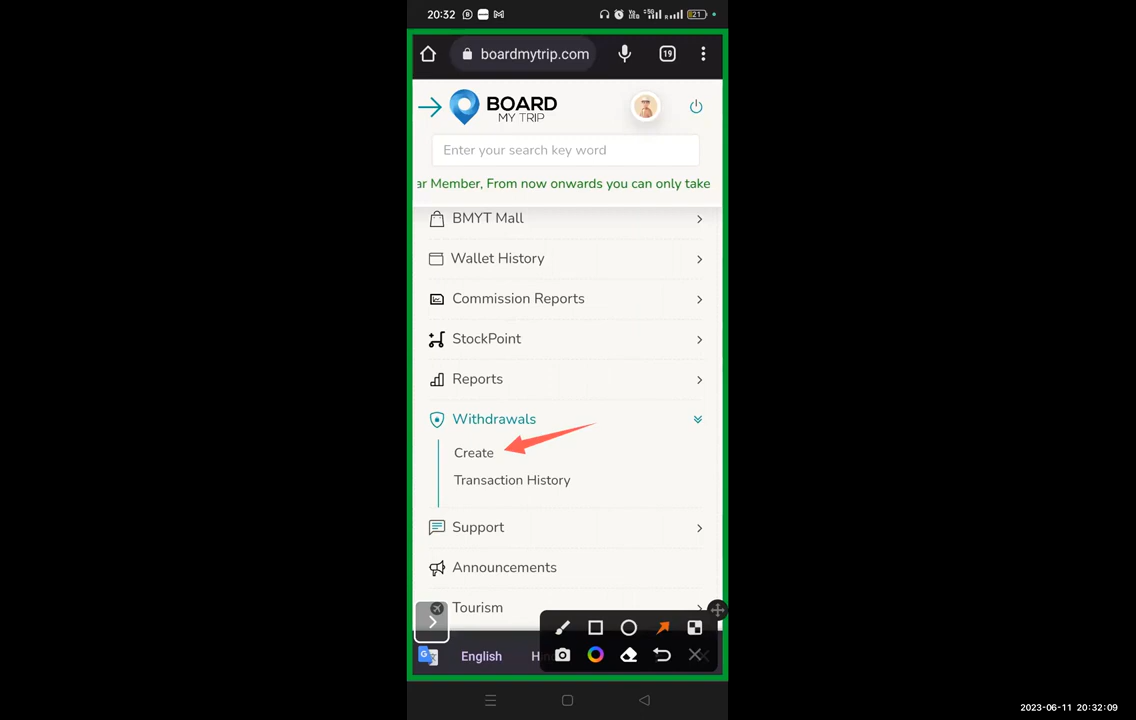 20:32
21
boardmytrip.com
19
BOARD
MY TRIP
Enter your search key word
ar Member, From now onwards you can only take
BMYT Mall
Wallet History
Commission Reports
StockPoint
Reports
Withdrawals
Create
Transaction History
Support
Announcements
Tourism
English
2023-06-11 20:32:09